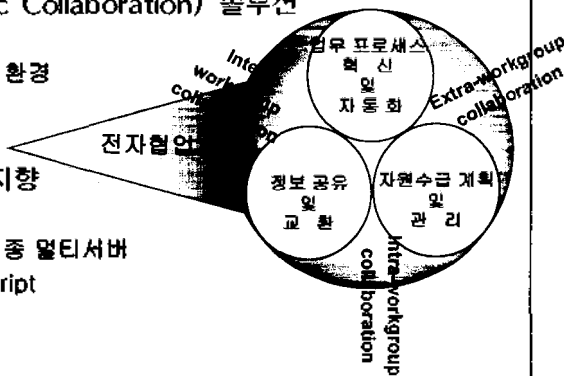 c Collaboration) 솔루션
환경
전자협업
지향
종 멀티서버
ript
업무 프로세스
혁 신
및
자 동 화
정보 공유
및
교 환
자원수급 계획
및
관 리
Extra-workgroup
collaboration
Intra-workgroup
collaboration